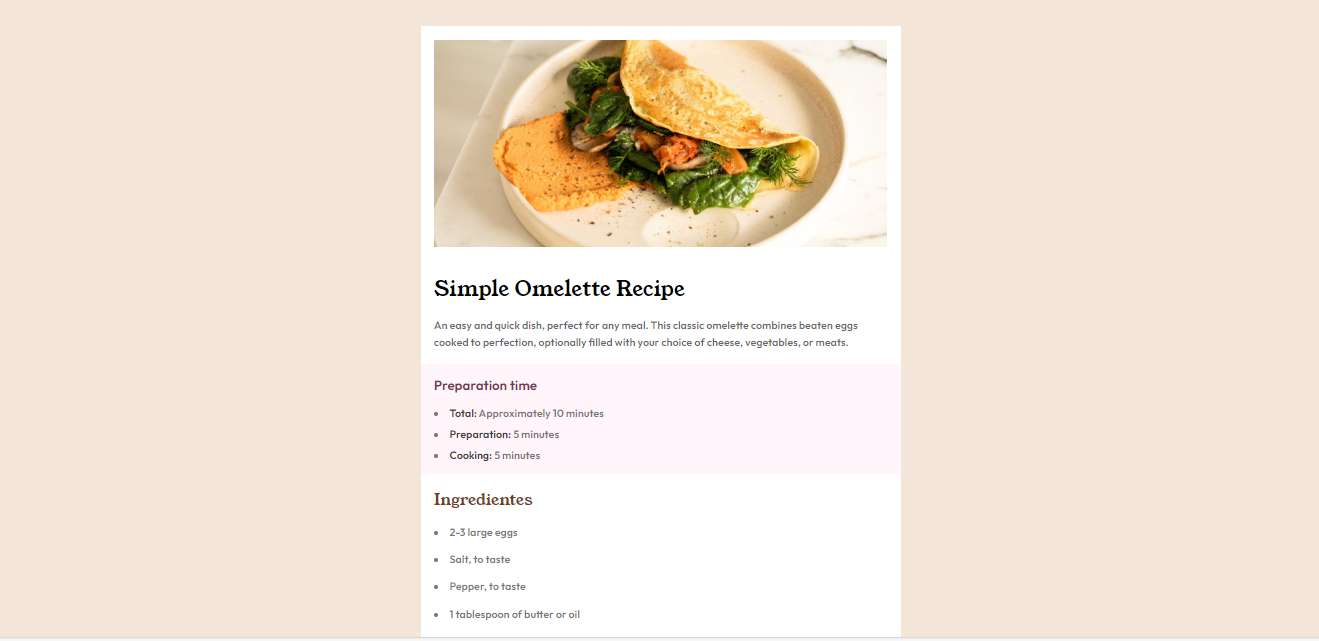 Simple Omelette Recipe
An easy and quick dish, perfect for any meal. This classic omelette combines beaten eggs
cooked to perfection, optionally filled with your choice of cheese, vegetables, or meats.
Preparation time
Total: Approximately 10 minutes
Preparation: 5 minutes
Cooking: 5 minutes
Ingredientes
2-3 large eggs
Salt, to taste
Pepper, to taste
1 tablespoon of butter or oil